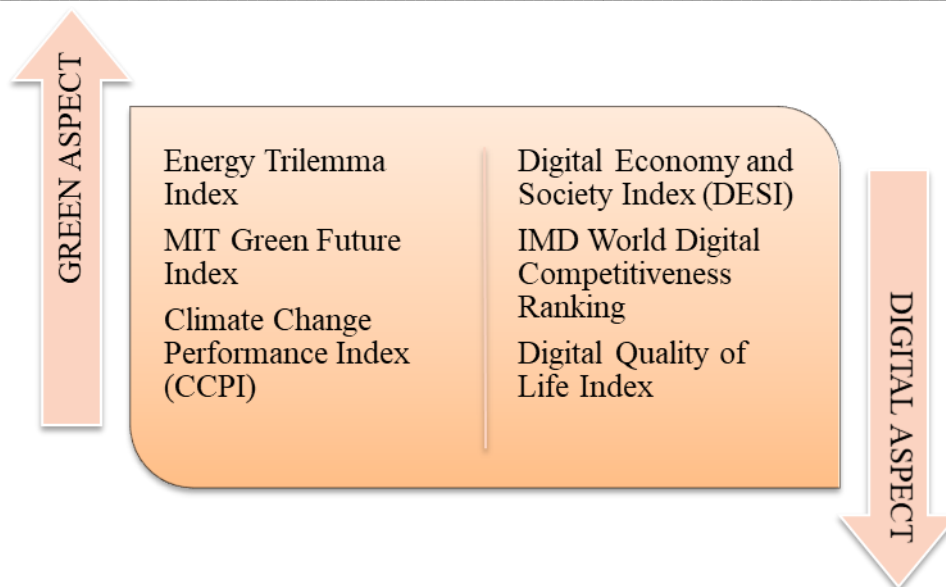 GREEN ASPECT
Energy Trilemma
Index
MIT Green Future
Index
Climate Change
Performance Index
(CCPI)
Digital Economy and
Society Index (DESI)
IMD World Digital
Competitiveness
Ranking
Digital Quality of
Life Index
DIGITAL ASPECT